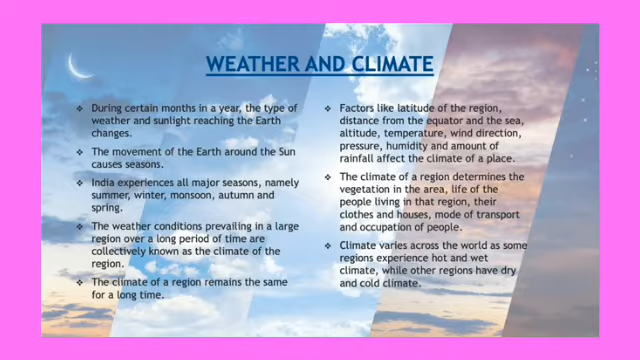 WEATHER AND CLIMATE
❖ During certain months in a year, the type of
weather and sunlight reaching the Earth
changes.
❖ The movement of the Earth around the Sun
causes seasons.
❖ India experiences all major seasons, namely
summer, winter, monsoon, autumn and
spring.
❖ The weather conditions prevailing in a large
region over a long period of time are
collectively known as the climate of the
region.
❖ The climate of a region remains the same
for a long time.
❖ Factors like latitude of the region,
distance from the equator and the sea,
altitude, temperature, wind direction,
pressure, humidity and amount of
rainfall affect the climate of a place.
❖ The climate of a region determines the
vegetation in the area, life of the
people living in that region, their
clothes and houses, mode of transport
and occupation of people.
❖ Climate varies across the world as some
regions experience hot and wet
climate, while other regions have dry
and cold climate.